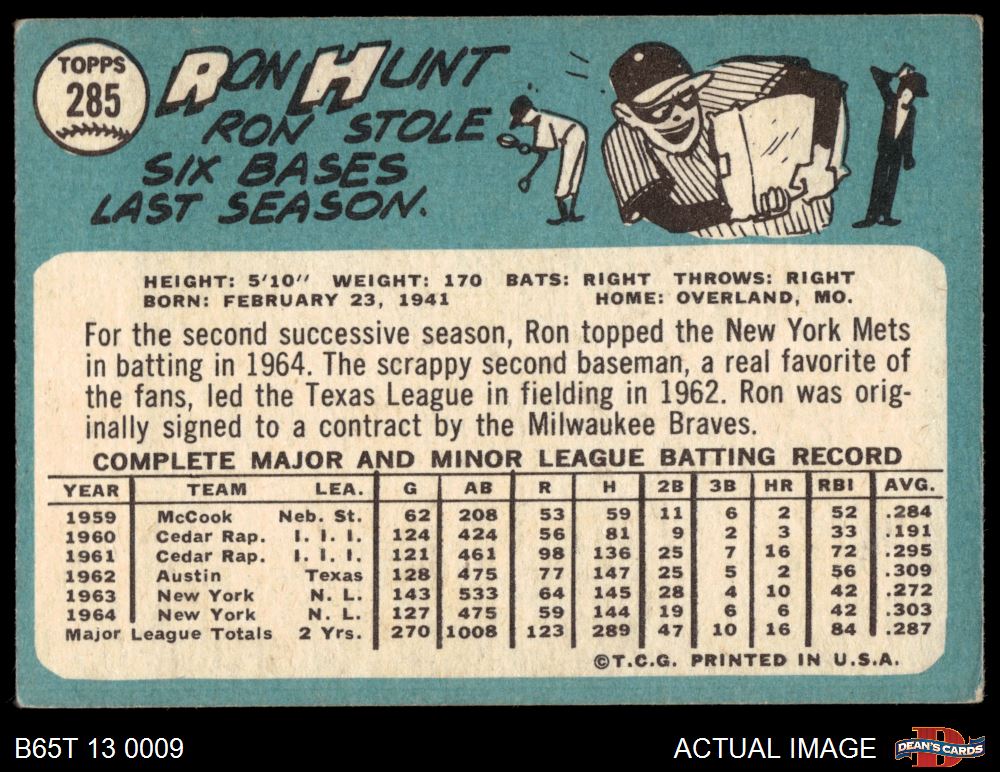 TOPPS
285
RON HUNT
RON STOLE
SIX BASES
LAST SEASON.
HEIGHT: 5'10" WEIGHT: 170 BATS: RIGHT THROWS: RIGHT
BORN: FEBRUARY 23, 1941 HOME: OVERLAND, MO.
For the second successive season, Ron topped the New York Mets
in batting in 1964. The scrappy second baseman, a real favorite of
the fans, led the Texas League in fielding in 1962. Ron was orig-
inally signed to a contract by the Milwaukee Braves.
COMPLETE MAJOR AND MINOR LEAGUE BATTING RECORD
YEAR TEAM LEA. G AB R H 2B 3B HR RBI AVG.
1959 McCook Neb. St. 62 208 53 59 11 6 2 52 .284
1960 Cedar Rap. I. I. I. 124 424 56 81 9 2 3 33 .191
1961 Cedar Rap. I. I. I. 121 461 98 136 25 7 16 72 .295
1962 Austin Texas 128 475 77 147 25 5 2 56 .309
1963 New York N. L. 143 533 64 145 28 4 10 42 .272
1964 New York N. L. 127 475 59 144 19 6 6 42 .303
Major League Totals 2 Yrs. 270 1008 123 289 47 10 16 84 .287
©T.C.G. PRINTED IN U.S.A.
B65T 13 0009 ACTUAL IMAGE
D
DEAN'S CARDS